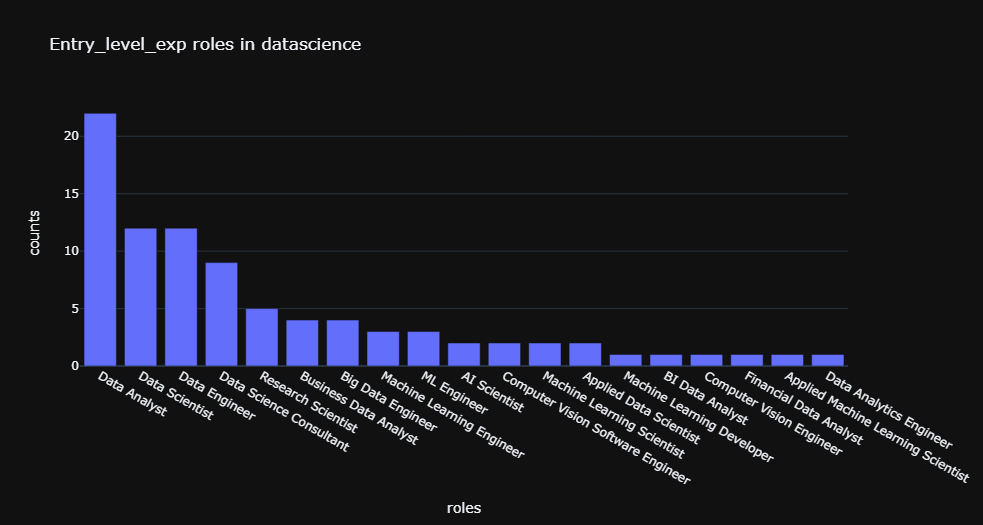 Entry_level_exp roles in datascience
counts
20
15
10
5
0
Data Analyst
Data Scientist
Data Engineer
Data Science Consultant
Research Scientist
Business Data Analyst
Big Data Engineer
Machine Learning Engineer
ML Engineer
AI Scientist
Computer Vision Software Engineer
Machine Learning Scientist
Applied Data Scientist
Machine Learning Developer
BI Data Analyst
Computer Vision Engineer
Financial Data Analyst
Applied Machine Learning Scientist
Data Analytics Engineer
roles